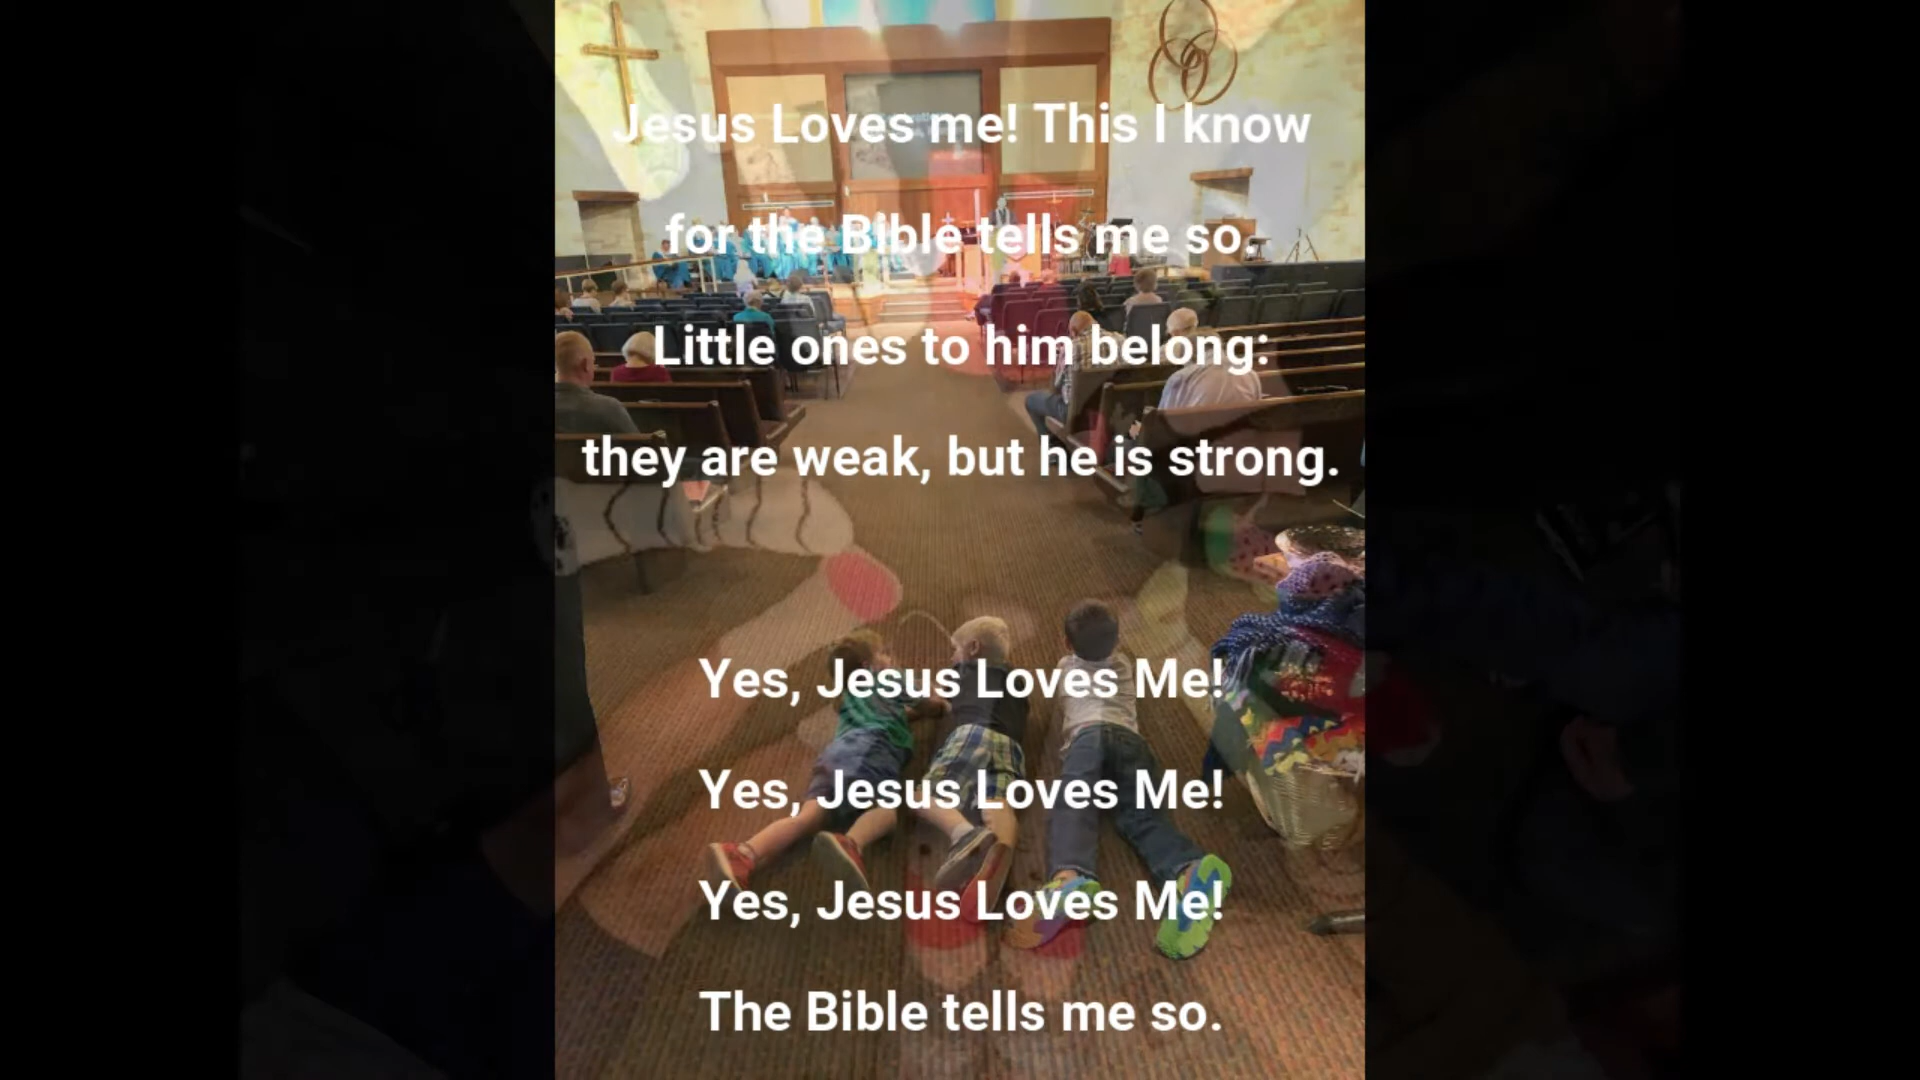 Jesus Loves me! This I know
for the Bible tells me so.
Little ones to him belong:
they are weak, but he is strong.
Yes, Jesus Loves Me!
Yes, Jesus Loves Me!
Yes, Jesus Loves Me!
The Bible tells me so.